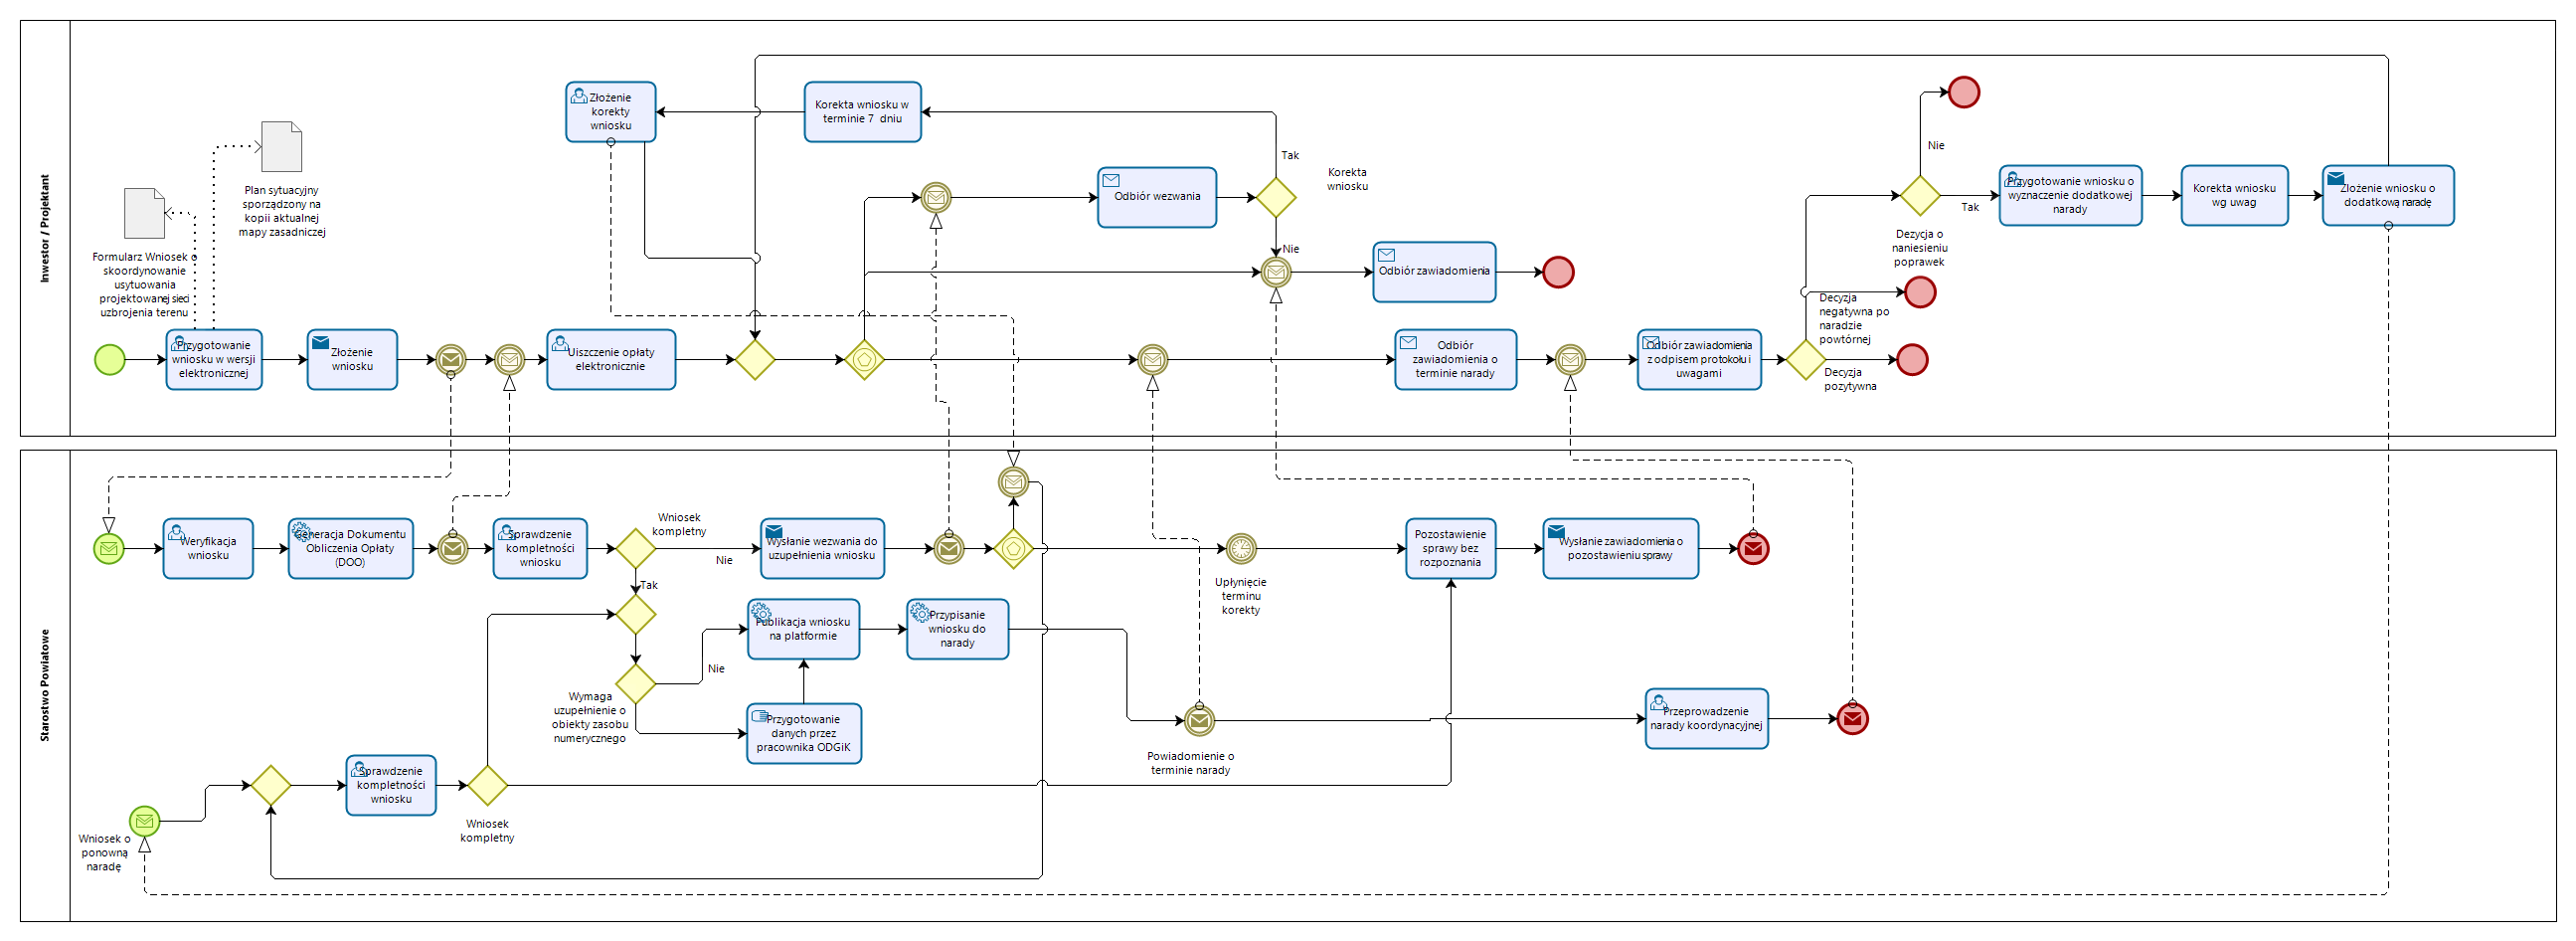 Inwestor / Projektant
Złożenie
korekty
wniosku
Korekta wniosku w
terminie 7 dniu
Tak
Korekta
wniosku
Nie
Plan sytuacyjny
sporządzony na
kopii aktualnej
mapy zasadniczej
Formularz Wniosek o
skoordynowanie
usytuowania
projektowanej sieci
uzbrojenia terenu
Odbiór wezwania
Odbiór zawiadomienia
Przygotowanie
wniosku w wersji
elektronicznej
Złożenie
wniosku
Uiszczenie opłaty
elektronicznie
Odbiór
zawiadomienia o
terminie narady
Odbiór zawiadomienia
z odpisem protokołu i
uwagami
Nie
Tak
Dezycja o
naniesieniu
poprawek
Decyzja
negatywna po
naradzie
powtórnej
Decyzja
pozytywna
Przygotowanie wniosku o
wyznaczenie dodatkowej
narady
Korekta wniosku
wg uwag
Złożenie wniosku o
dodatkową naradę
Starostwo Powiatowe
Weryfikacja
wniosku
Generacja Dokumentu
Obliczenia Opłaty
(DOO)
Sprawdzenie
kompletności
wniosku
Wniosek
kompletny
Nie
Tak
Wysłanie wezwania do
uzupełnienia wniosku
Upłynięcie
terminu
korekty
Pozostawienie
sprawy bez
rozpoznania
Wysłanie zawiadomienia o
pozostawieniu sprawy
Publikacja wniosku
na platformie
Przypisanie
wniosku do
narady
Nie
Wymaga
uzupełnienie o
obiekty zasobu
numerycznego
Przygotowanie
danych przez
pracownika ODGiK
Powiadomienie o
terminie narady
Przeprowadzenie
narady koordynacyjnej
Sprawdzenie
kompletności
wniosku
Wniosek
kompletny
Wniosek o
ponowną
naradę